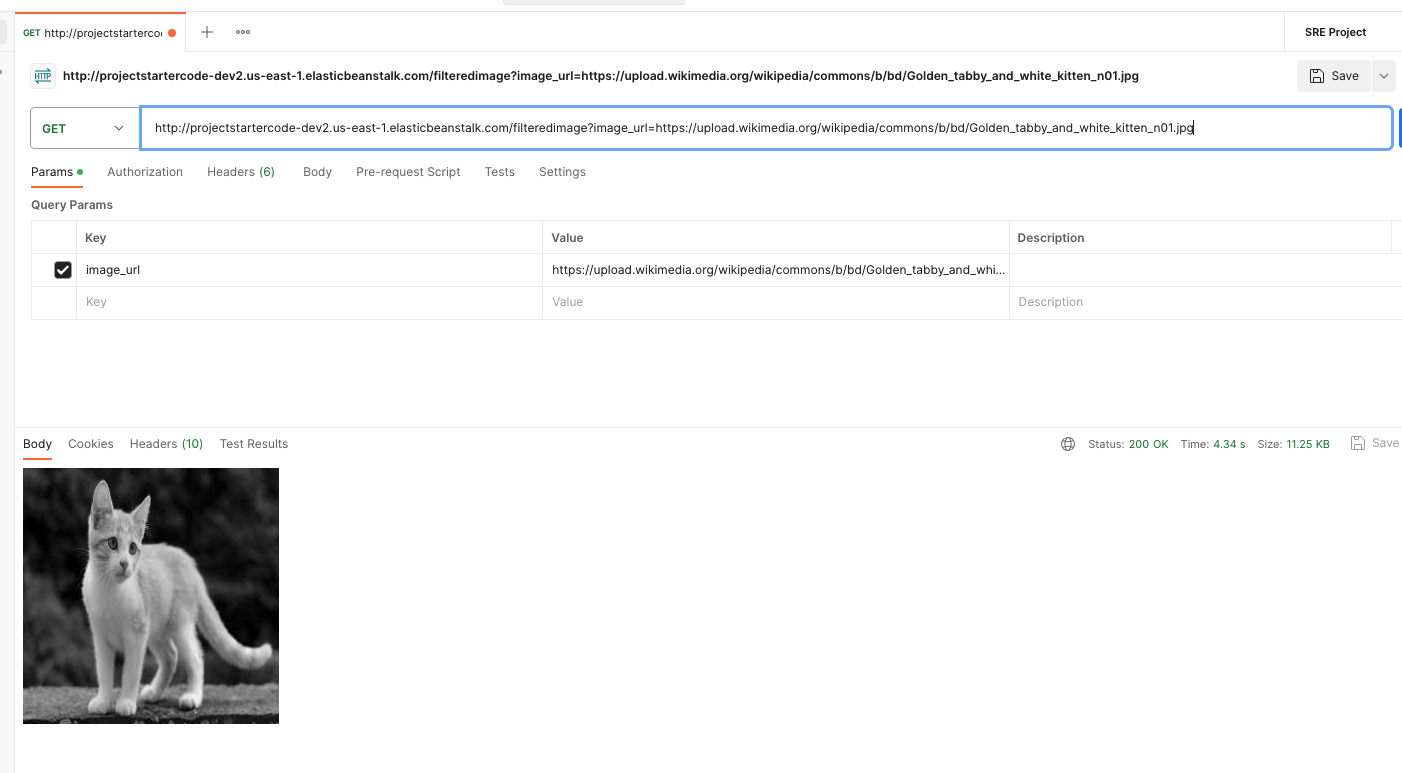 GET http://projectstarterco
SRE Project
HTTP http://projectstartercode-dev2.us-east-1.elasticbeanstalk.com/filteredimage?image_url=https://upload.wikimedia.org/wikipedia/commons/b/bd/Golden_tabby_and_white_kitten_n01.jpg
Save
GET http://projectstartercode-dev2.us-east-1.elasticbeanstalk.com/filteredimage?image_url=https://upload.wikimedia.org/wikipedia/commons/b/bd/Golden_tabby_and_white_kitten_n01.jpg
Params Authorization Headers (6) Body Pre-request Script Tests Settings
Query Params
Key Value Description
image_url https://upload.wikimedia.org/wikipedia/commons/b/bd/Golden_tabby_and_whi...
Key Value Description
Body Cookies Headers (10) Test Results Status: 200 OK Time: 4.34 s Size: 11.25 KB Save